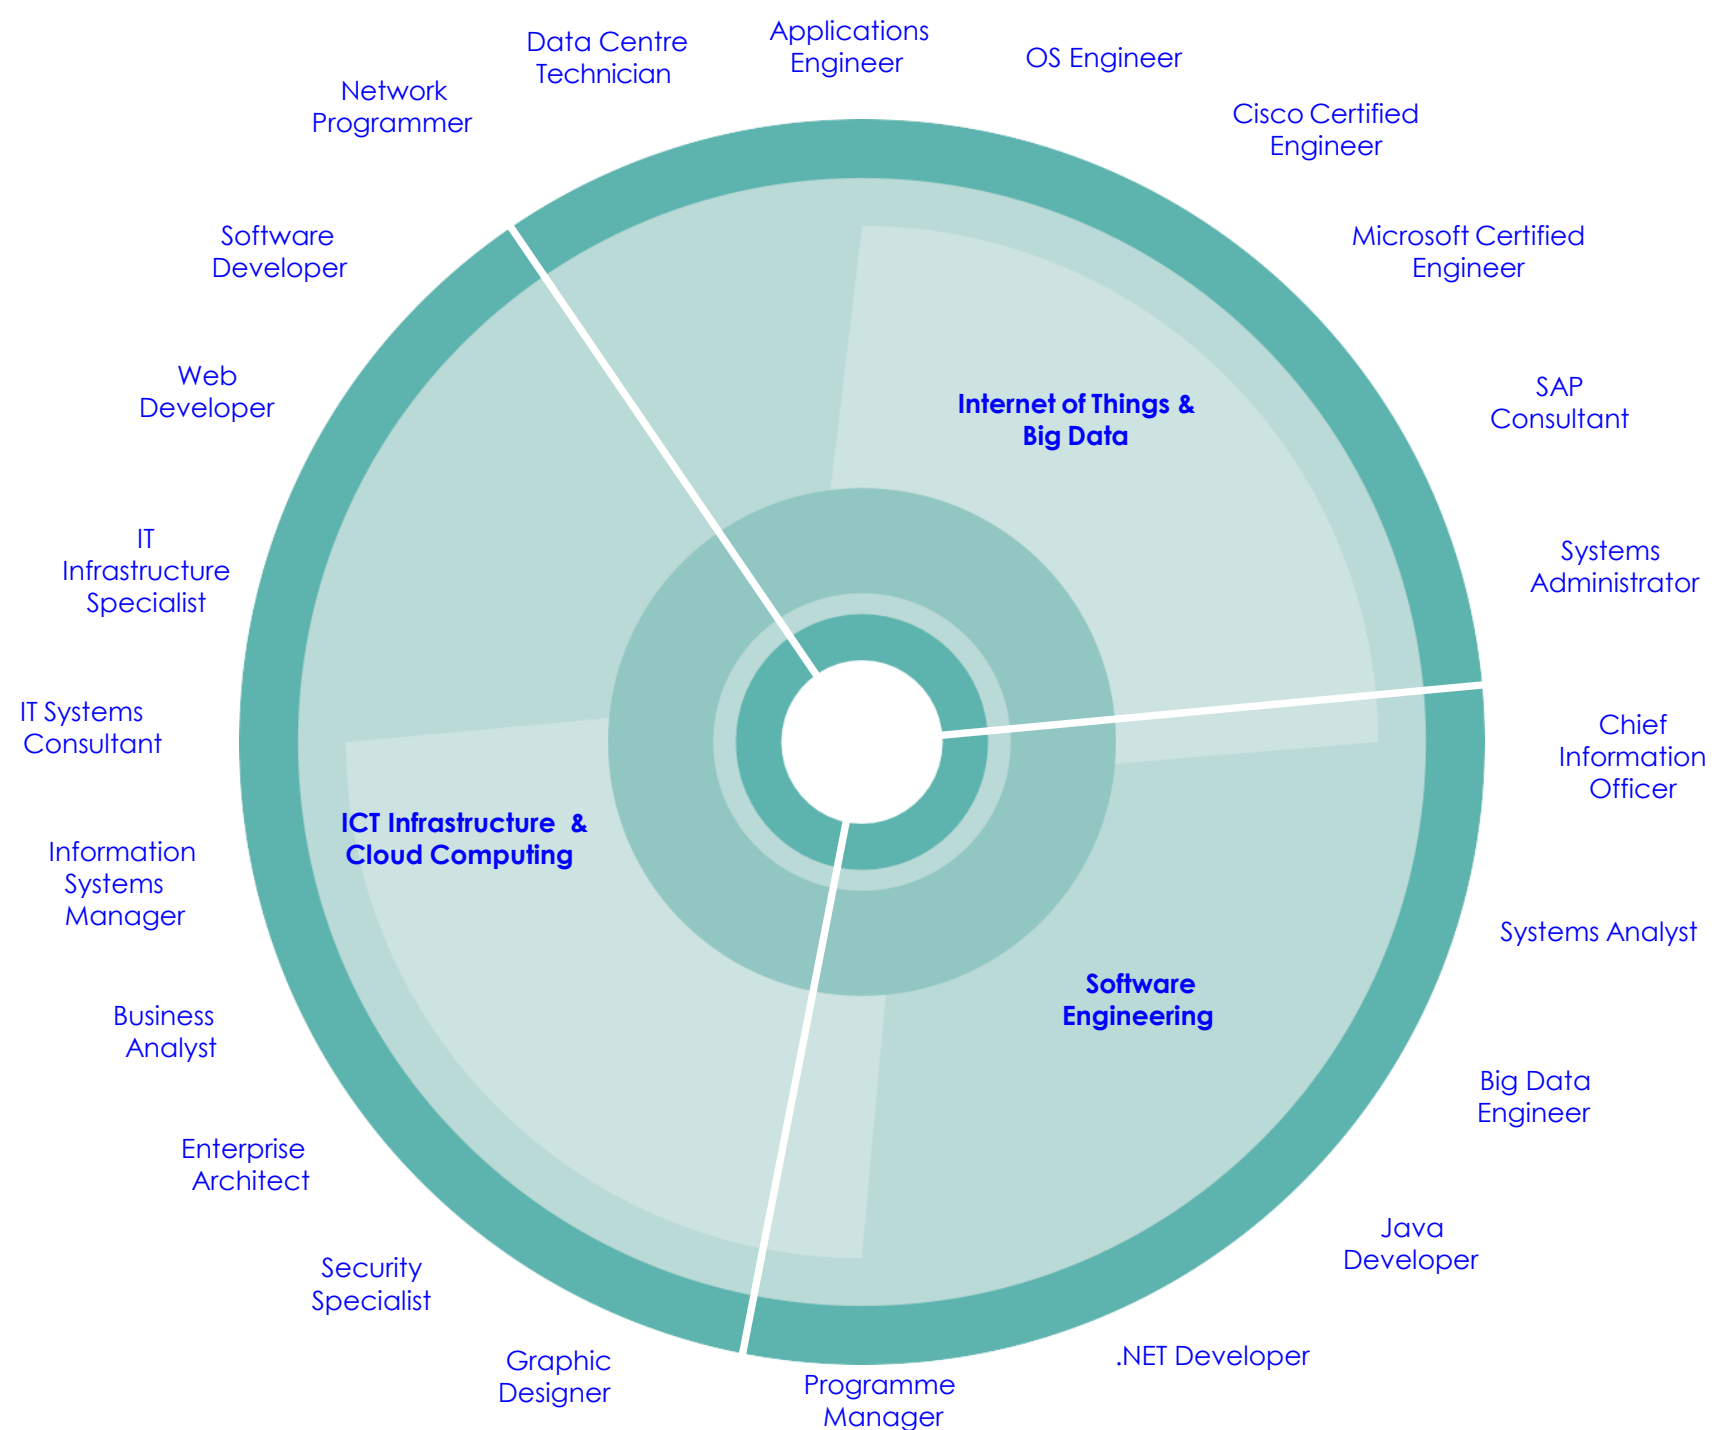 Applications
Engineer
OS Engineer
Cisco Certified
Engineer
Microsoft Certified
Engineer
SAP
Consultant
Systems
Administrator
Chief
Information
Officer
Systems Analyst
Big Data
Engineer
Java
Developer
.NET Developer
Programme
Manager
Graphic
Designer
Security
Specialist
Enterprise
Architect
Business
Analyst
Information
Systems
Manager
IT Systems
Consultant
IT
Infrastructure
Specialist
Web
Developer
Software
Developer
Network
Programmer
Data Centre
Technician
Internet of Things &
Big Data
ICT Infrastructure  &
Cloud Computing
Software
Engineering